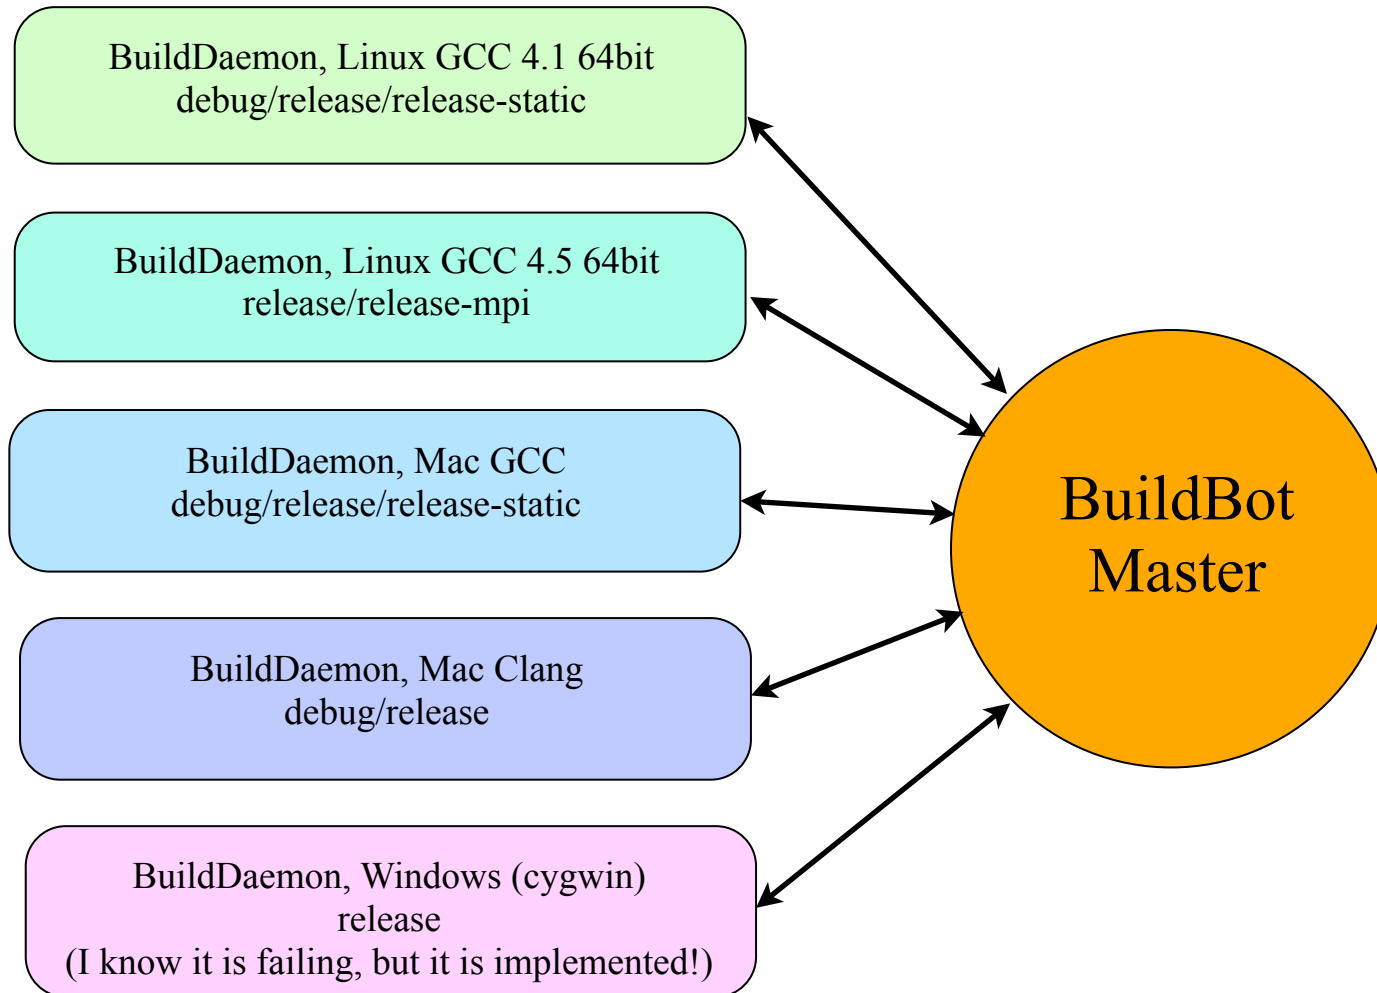 BuildDaemon, Linux GCC 4.1 64bit
debug/release/release-static
BuildDaemon, Linux GCC 4.5 64bit
release/release-mpi
BuildDaemon, Mac GCC
debug/release/release-static
BuildDaemon, Mac Clang
debug/release
BuildDaemon, Windows (cygwin)
release
(I know it is failing, but it is implemented!)
BuildBot
Master